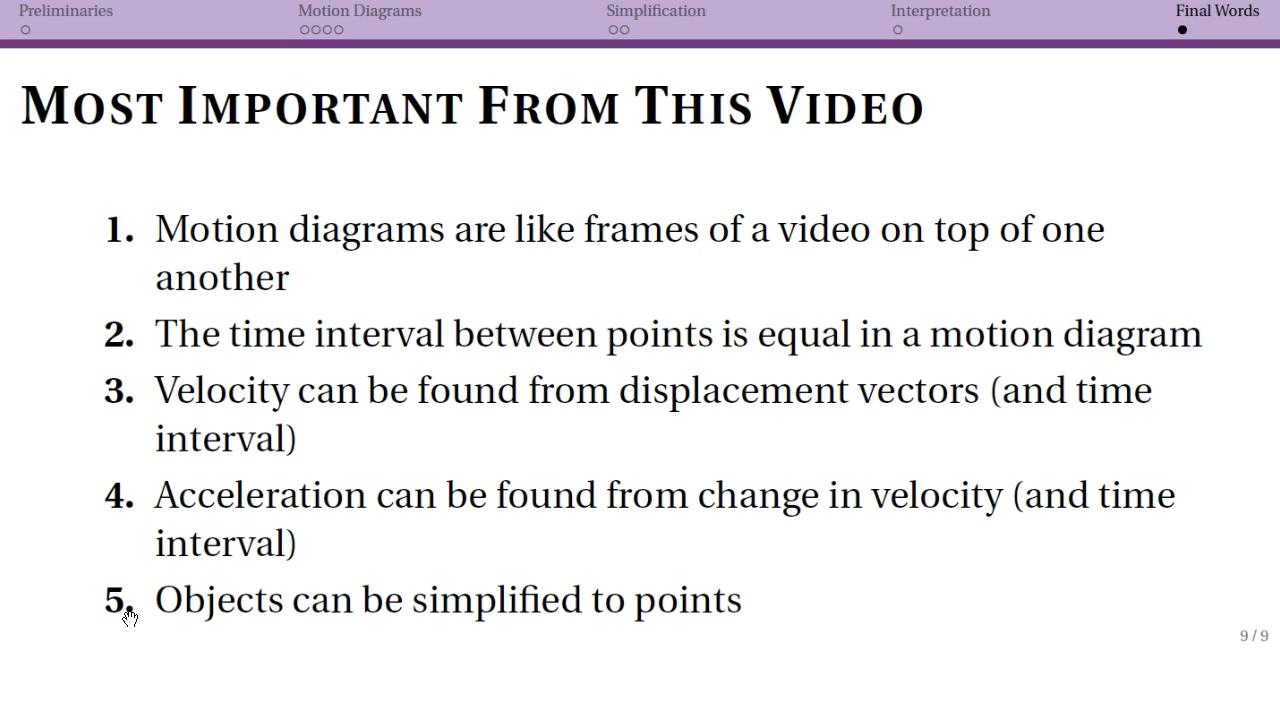 Preliminaries Motion Diagrams Simplification Interpretation Final Words
Most Important From This Video
1. Motion diagrams are like frames of a video on top of one
another
2. The time interval between points is equal in a motion diagram
3. Velocity can be found from displacement vectors (and time
interval)
4. Acceleration can be found from change in velocity (and time
interval)
5. Objects can be simplified to points
9 / 9